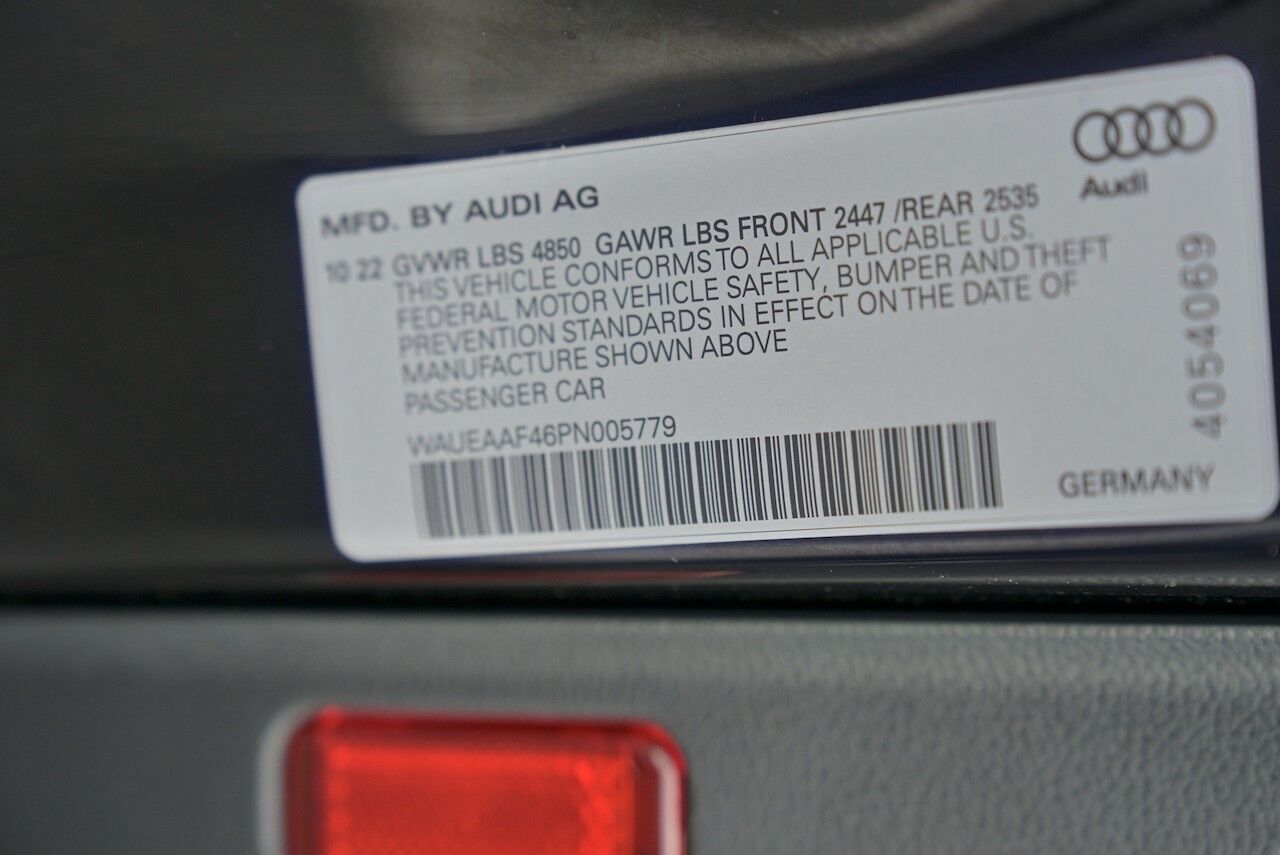 MFD. BY AUDI AG
Audi
10 22 GVWR LBS 4850 GAWR LBS FRONT 2447 /REAR 2535
THIS VEHICLE CONFORMS TO ALL APPLICABLE U.S.
FEDERAL MOTOR VEHICLE SAFETY, BUMPER AND THEFT
PREVENTION STANDARDS IN EFFECT ON THE DATE OF
MANUFACTURE SHOWN ABOVE
PASSENGER CAR
WAUEAAF46PN005779
GERMANY
4054069